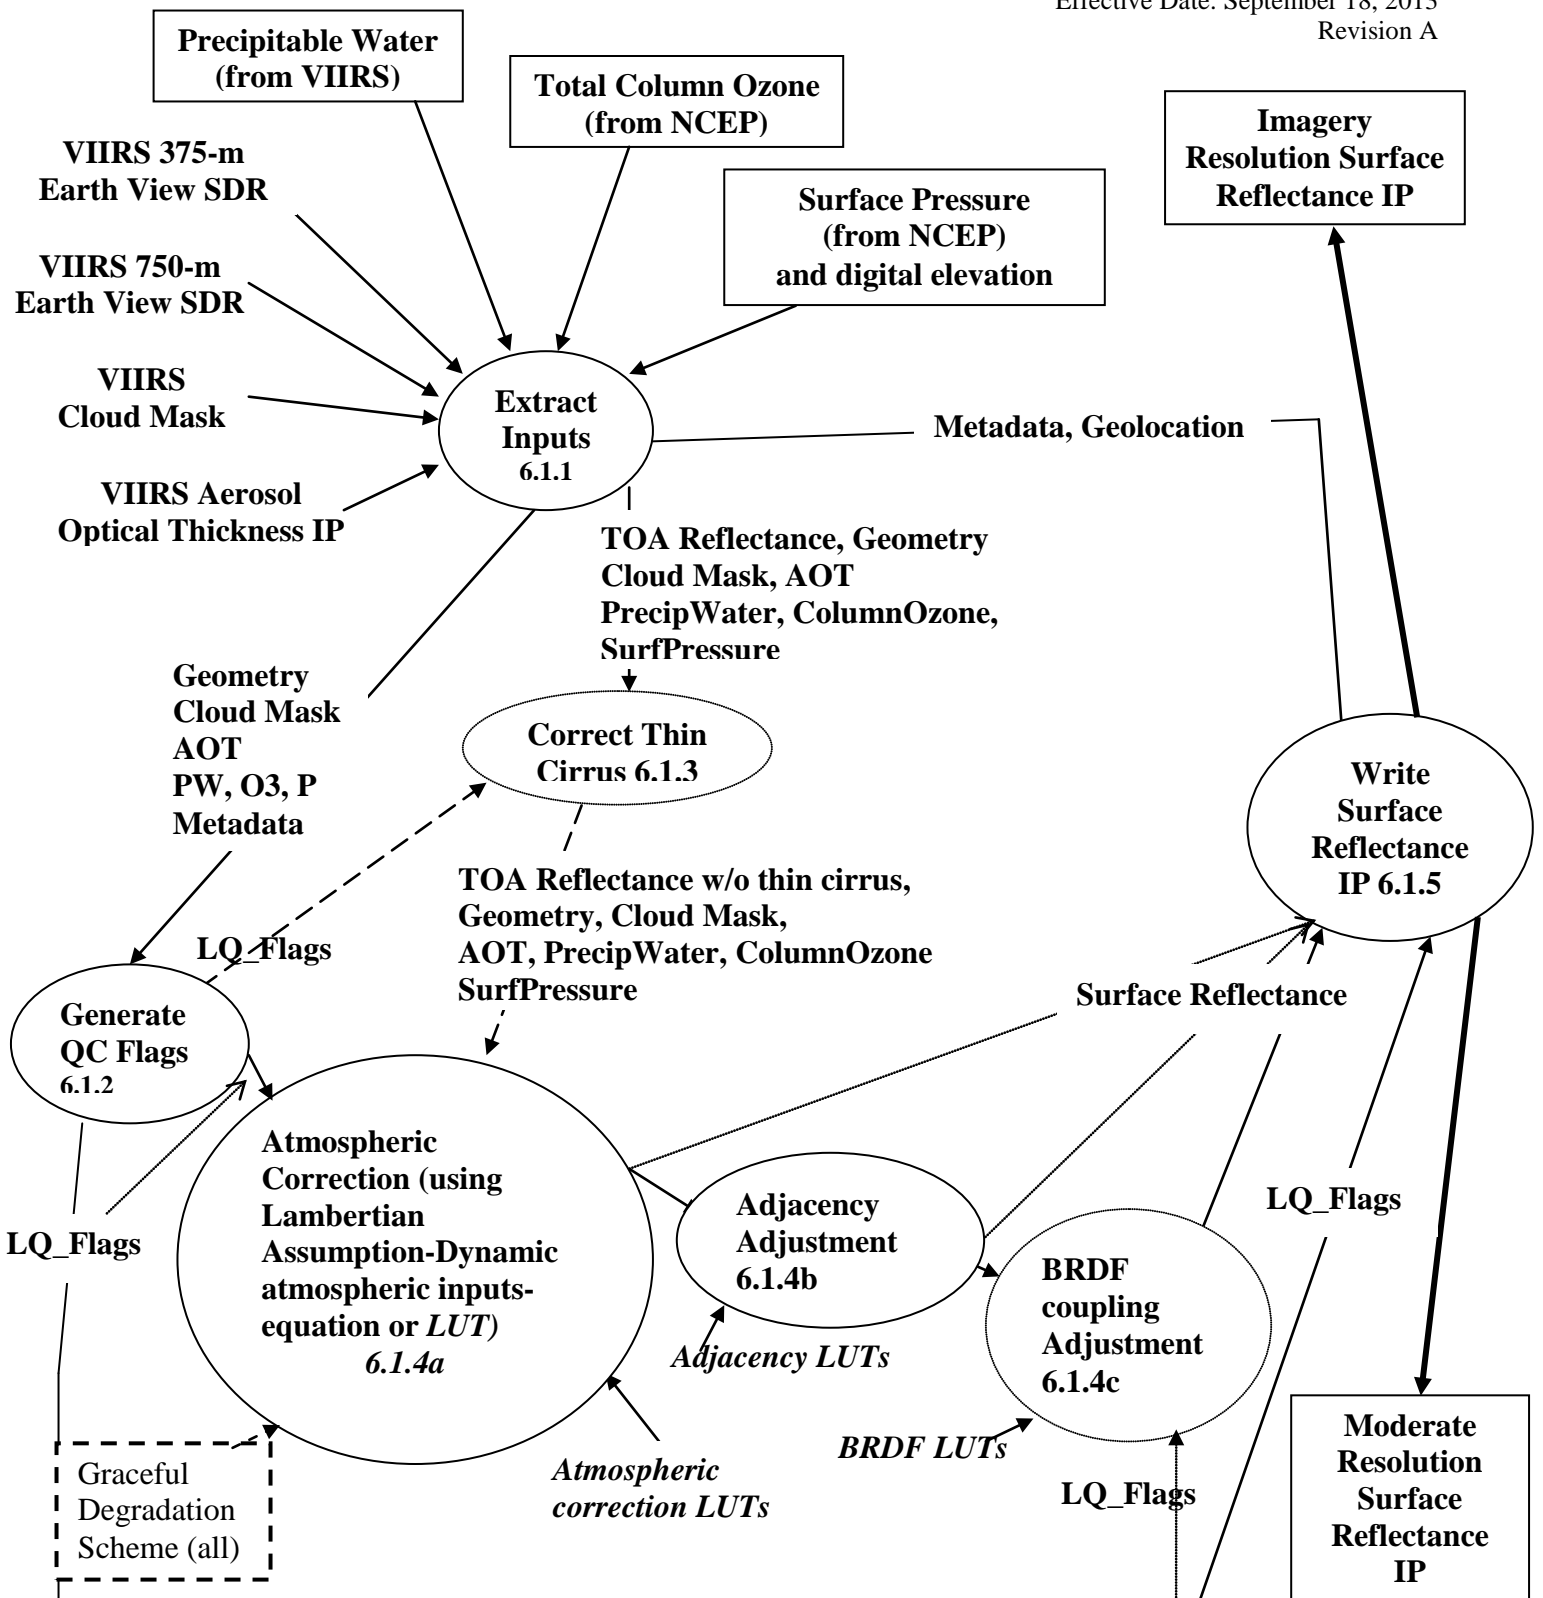 Effective Date: September 18, 2013
Revision A
Precipitable Water
(from VIIRS)
Total Column Ozone
(from NCEP)
Imagery
Resolution Surface
Reflectance IP
VIIRS 375-m
Earth View SDR
Surface Pressure
(from NCEP)
and digital elevation
VIIRS 750-m
Earth View SDR
VIIRS
Cloud Mask
Extract
Inputs
6.1.1
Metadata, Geolocation
VIIRS Aerosol
Optical Thickness IP
TOA Reflectance, Geometry
Cloud Mask, AOT
PrecipWater, ColumnOzone,
SurfPressure
Geometry
Cloud Mask
AOT
PW, O3, P
Metadata
Correct Thin
Cirrus 6.1.3
Write
Surface
Reflectance
IP 6.1.5
TOA Reflectance w/o thin cirrus,
Geometry, Cloud Mask,
AOT, PrecipWater, ColumnOzone
SurfPressure
LQ_Flags
Surface Reflectance
Generate
QC Flags
6.1.2
Atmospheric
Correction (using
Lambertian
Assumption-Dynamic
atmospheric inputs-
equation or LUT)
6.1.4a
LQ_Flags
Adjacency
Adjustment
6.1.4b
LQ_Flags
BRDF
coupling
Adjustment
6.1.4c
Adjacency LUTs
BRDF LUTs
Atmospheric
correction LUTs
LQ_Flags
Graceful
Degradation
Scheme (all)
Moderate
Resolution
Surface
Reflectance
IP